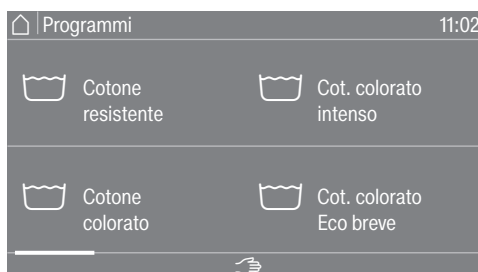 Programmi 11:02
Cotone
resistente
Cot. colorato
intenso
Cotone
colorato
Cot. colorato
Eco breve